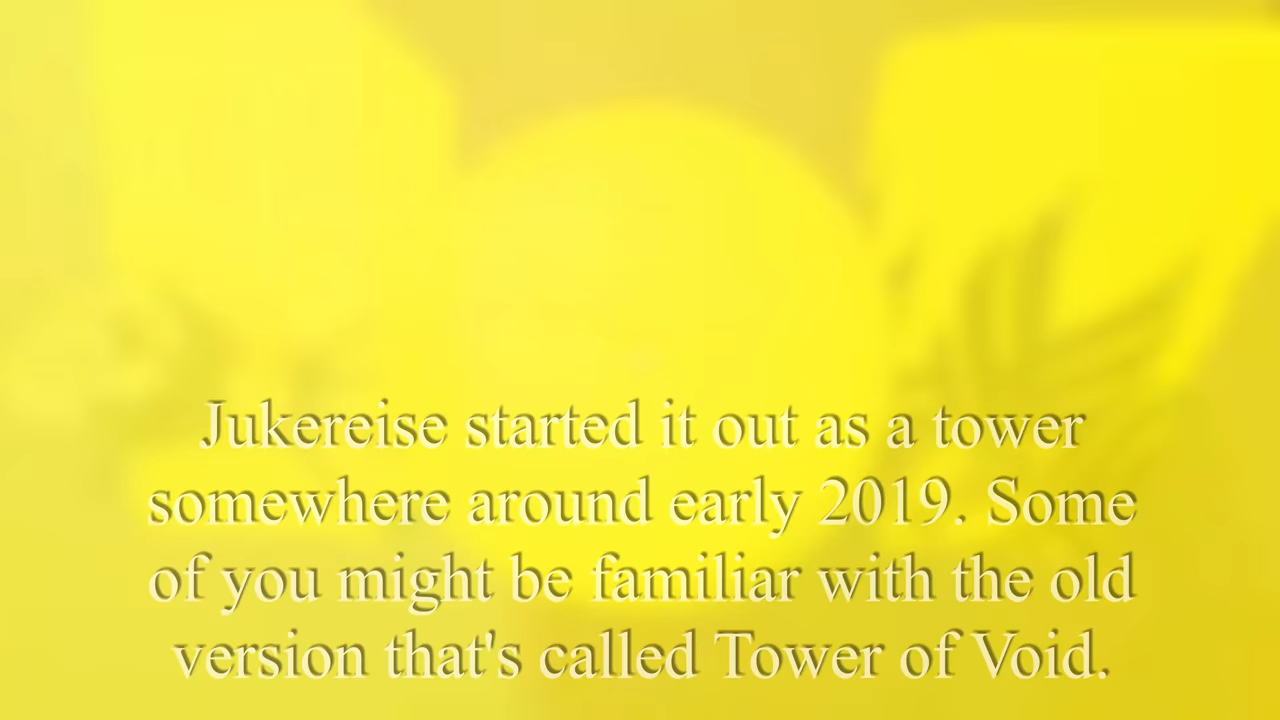 Jukereise started it out as a tower
somewhere around early 2019. Some
of you might be familiar with the old
version that's called Tower of Void.